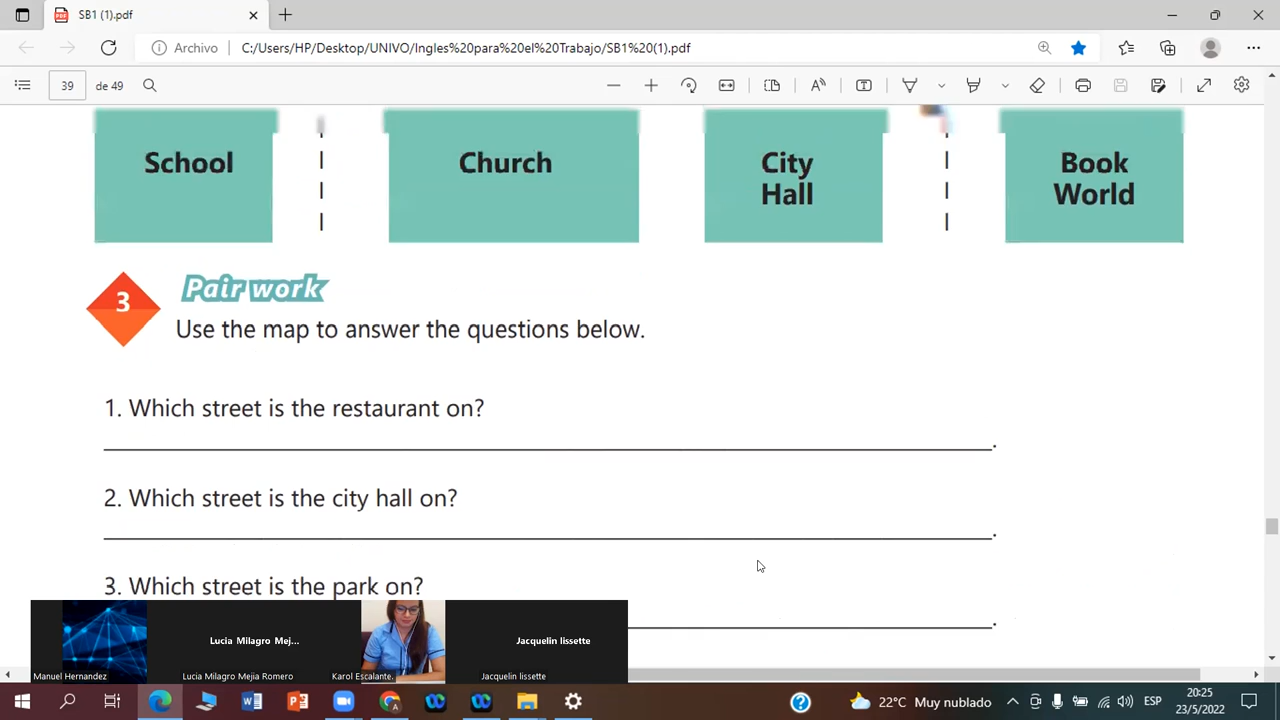 SB1 (1).pdf
Archivo C:/Users/HP/Desktop/UNIVO/Ingles%20para%20el%20Trabajo/SB1%20(1).pdf
39 de 49
School Church City Hall Book World
3 Pair work
Use the map to answer the questions below.
1. Which street is the restaurant on?
.
2. Which street is the city hall on?
.
3. Which street is the park on?
.
Lucia Milagro Mej... Jacquelin lissette
Manuel Hernandez Lucia Milagro Mejia Romero Karol Escalante. Jacquelin lissette
22°C Muy nublado ESP 20:25
23/5/2022